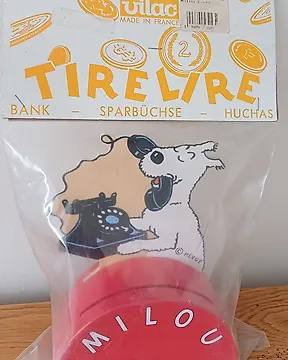 vilac
MADE IN FRANCE
2
TIRELIRE
BANK – SPARBÜCHSE – HUCHAS
© HERGÉ
MILOU